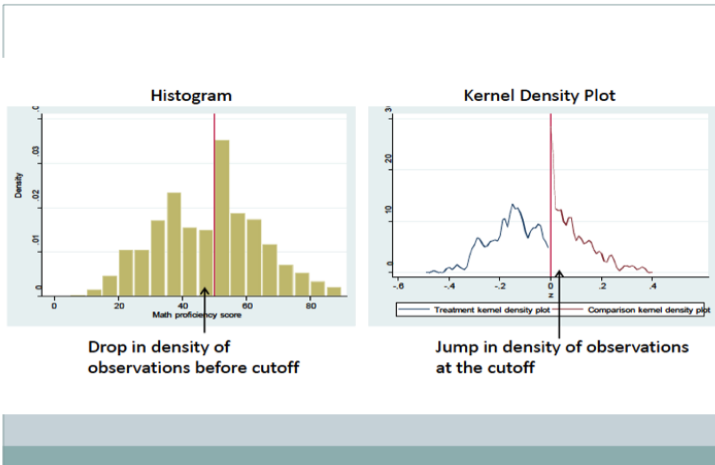 Histogram
Kernel Density Plot
Density
.03
.02
.01
0
0
20
40
60
80
Math proficiency score
20
10
0
-.6
-.4
-.2
0
.2
.4
z
Treatment kernel density plot
Comparison kernel density plot
Drop in density of
observations before cutoff
Jump in density of observations
at the cutoff